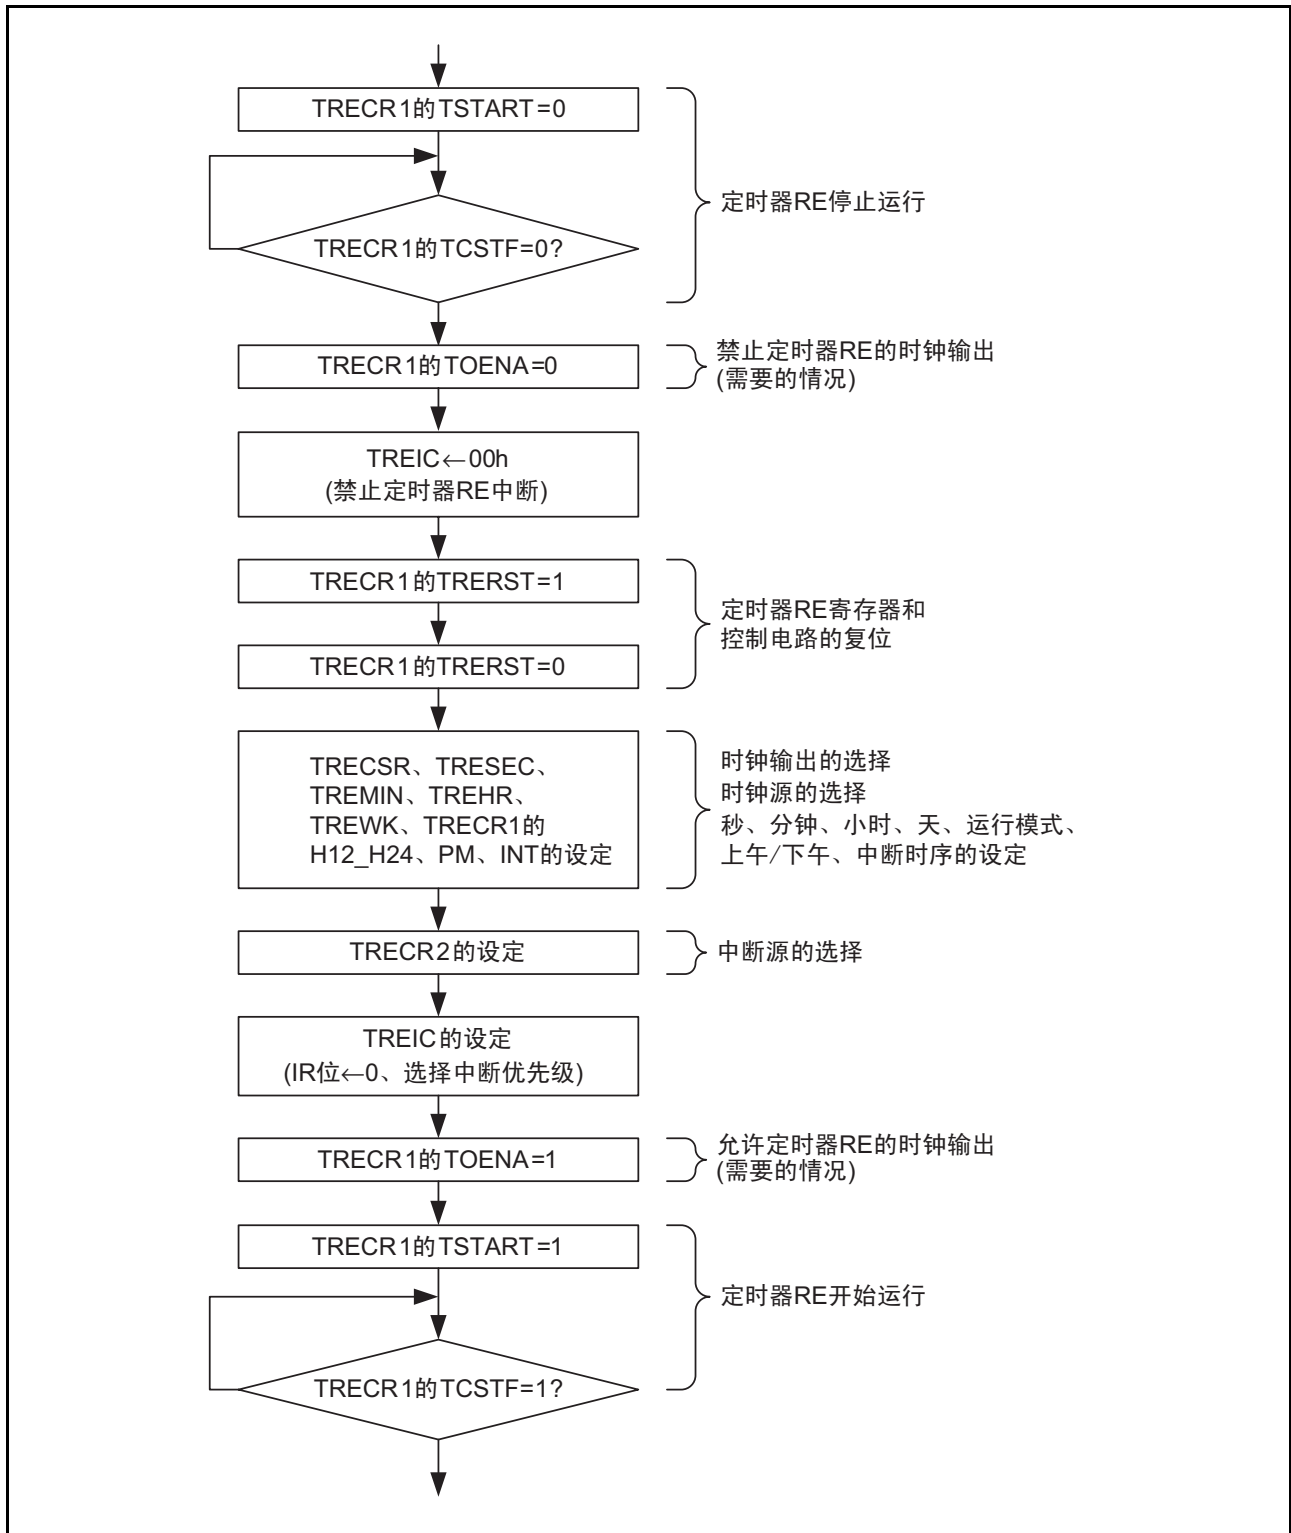 TRECR1的TSTART=0
TRECR1的TCSTF=0?
定时器RE停止运行
TRECR1的TOENA=0
禁止定时器RE的时钟输出
(需要的情况)
TREIC←00h
(禁止定时器RE中断)
TRECR1的TRERST=1
TRECR1的TRERST=0
定时器RE寄存器和
控制电路的复位
TRECSR、TRESEC、
TREMIN、TREHR、
TREWK、TRECR1的
H12_H24、PM、INT的设定
时钟输出的选择
时钟源的选择
秒、分钟、小时、天、运行模式、
上午/下午、中断时序的设定
TRECR2的设定
中断源的选择
TREIC的设定
(IR位←0、选择中断优先级)
TRECR1的TOENA=1
允许定时器RE的时钟输出
(需要的情况)
TRECR1的TSTART=1
定时器RE开始运行
TRECR1的TCSTF=1?